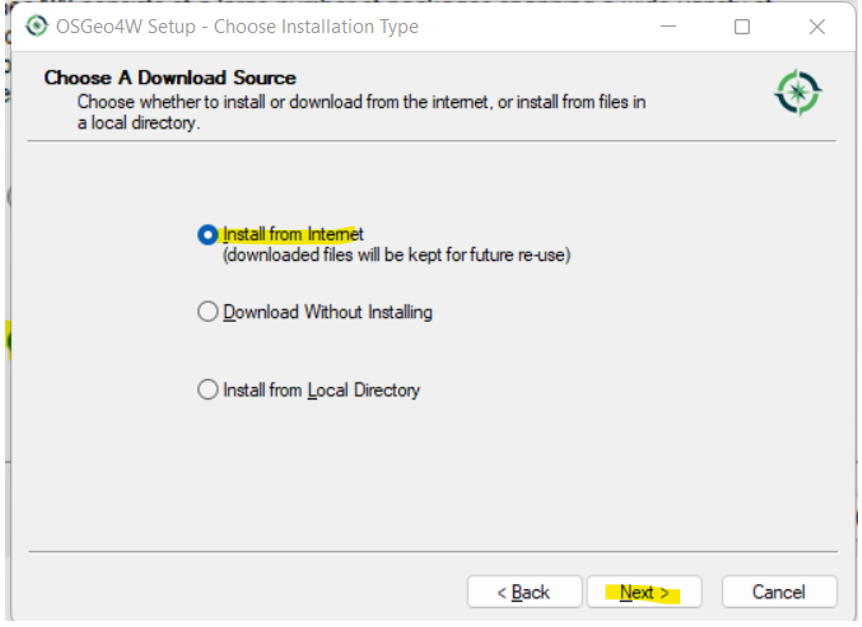 OSGeo4W Setup - Choose Installation Type
Choose A Download Source
Choose whether to install or download from the internet, or install from files in
a local directory.
Install from Internet
(downloaded files will be kept for future re-use)
Download Without Installing
Install from Local Directory
< Back
Next >
Cancel